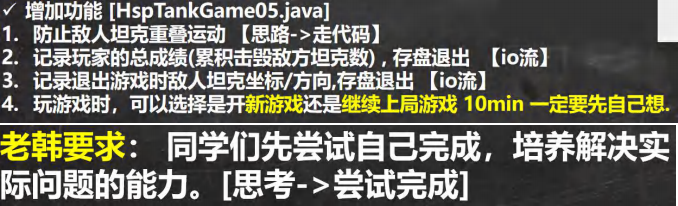 ✓ 增加功能 [HspTankGame05.java]
1. 防止敌人坦克重叠运动 【思路->走代码】
2. 记录玩家的总成绩(累积击毁敌方坦克数) , 存盘退出 【io流】
3. 记录退出游戏时敌人坦克坐标/方向,存盘退出 【io流】
4. 玩游戏时，可以选择是开新游戏还是继续上局游戏 10min 一定要先自己想.
老韩要求： 同学们先尝试自己完成，培养解决实
际问题的能力。[思考->尝试完成]